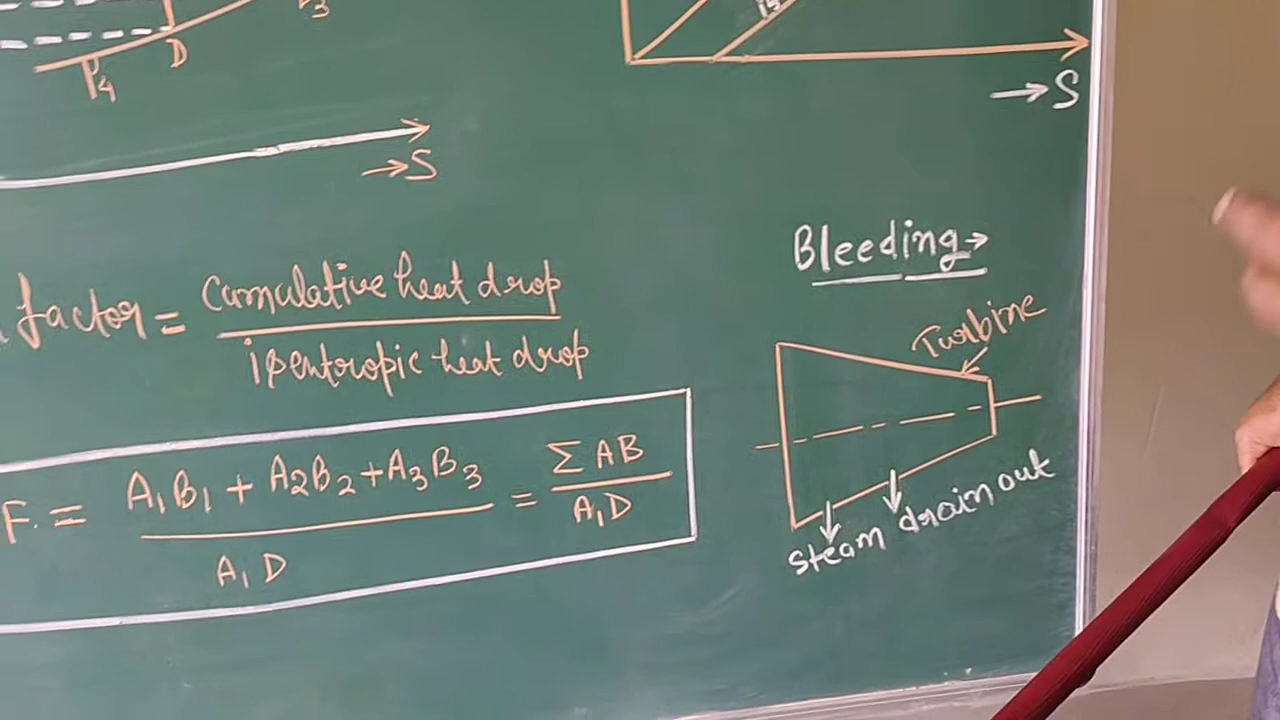 P4
D
→S
→S
factor = cumulative heat drop
isentropic heat drop
F. = A₁B₁ + A₂B₂ + A₃B₃ = ΣAB
A₁D A₁D
Bleeding→
Turbine
steam drain out